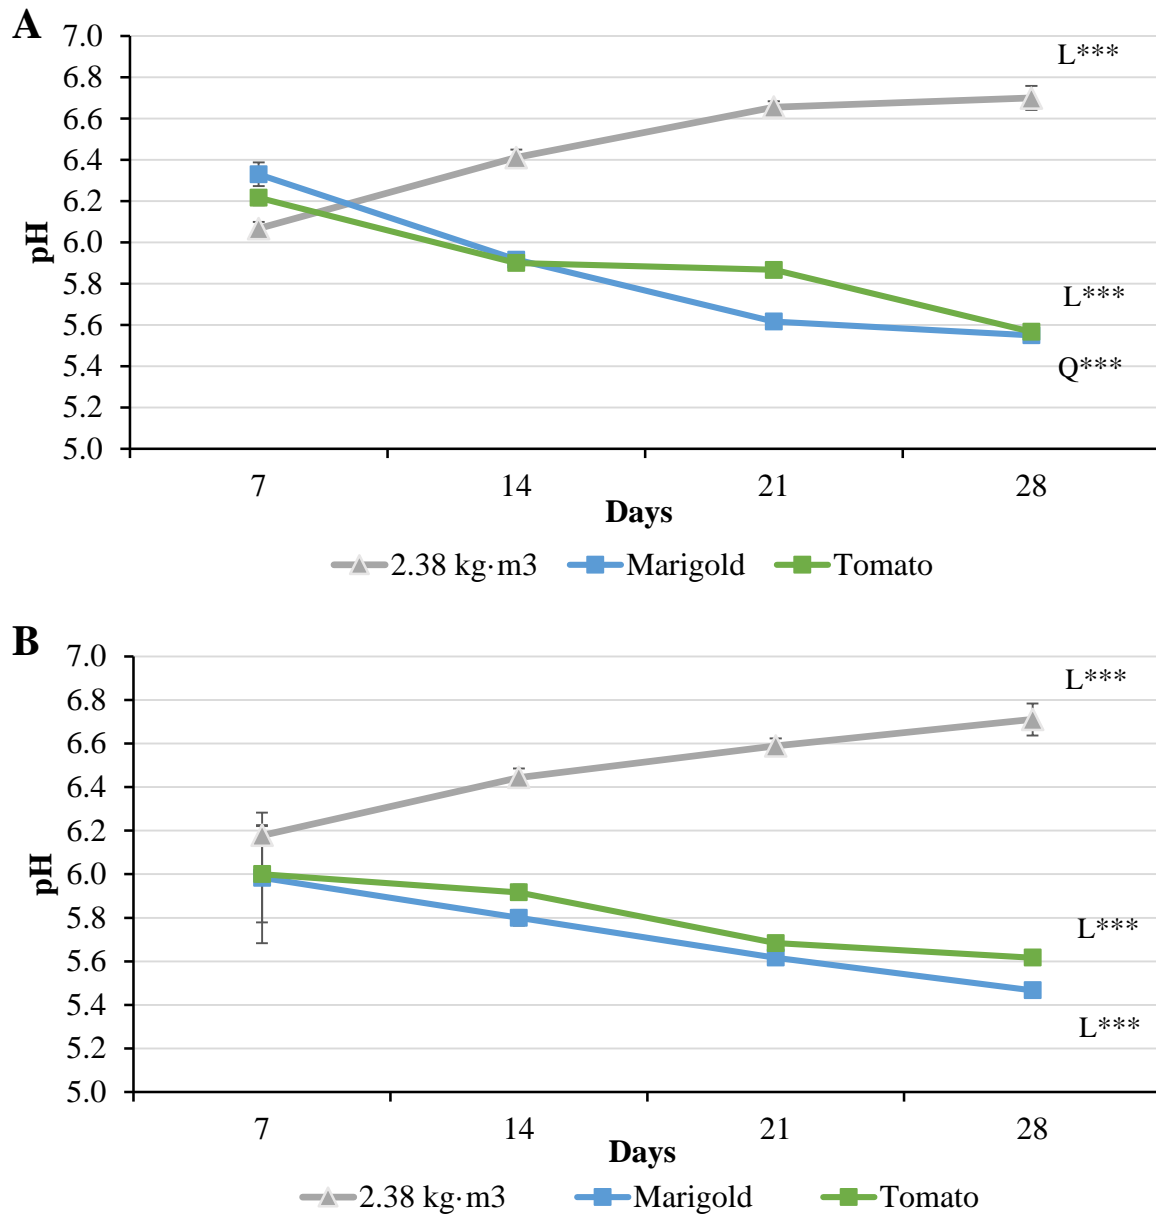 A
7.0
L***
6.8
6.6
6.4
6.2
6.0
pH
5.8
L***
5.6
5.4
Q***
5.2
5.0
7 14 21 28
Days
2.38 kg·m3 Marigold Tomato
B
7.0
L***
6.8
6.6
6.4
6.2
6.0
pH
5.8
L***
5.6
5.4
L***
5.2
5.0
7 14 21 28
Days
2.38 kg·m3 Marigold Tomato